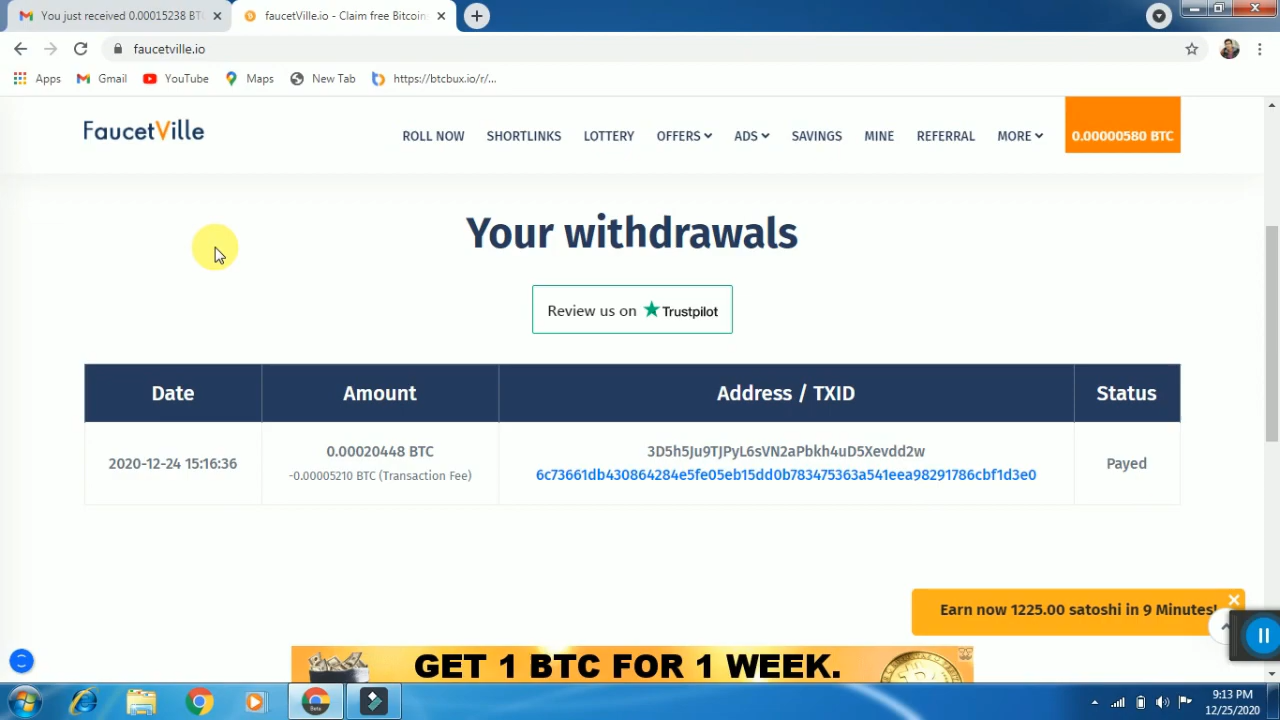 You just received 0.00015238 BTC
faucetVille.io - Claim free Bitcoin
faucetville.io
Apps Gmail YouTube Maps New Tab https://btcbux.io/r/...
FaucetVille
ROLL NOW SHORTLINKS LOTTERY OFFERS ADS SAVINGS MINE REFERRAL MORE 0.00000580 BTC
Your withdrawals
Review us on Trustpilot
Date Amount Address / TXID Status
2020-12-24 15:16:36
0.00020448 BTC
-0.00005210 BTC (Transaction Fee)
3D5h5Ju9TJPyL6sVN2aPbkh4uD5Xevdd2w
6c73661db430864284e5fe05eb15dd0b783475363a541eea98291786cbf1d3e0
Payed
Earn now 1225.00 satoshi in 9 Minutes!
GET 1 BTC FOR 1 WEEK.
9:13 PM
12/25/2020